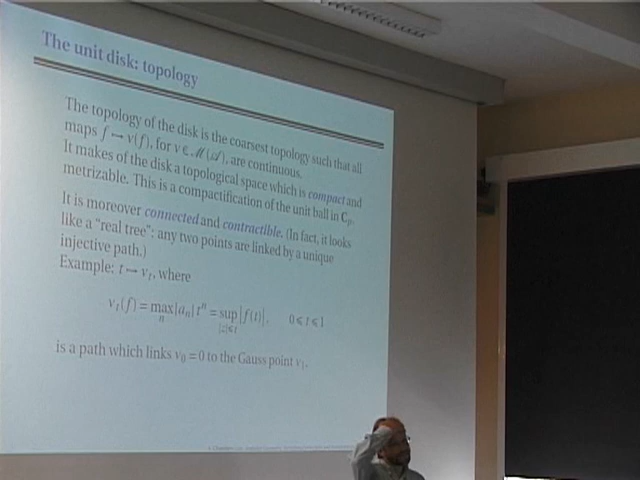 The unit disk: topology
The topology of the disk is the coarsest topology such that all
maps f ↦ v(f), for v ∈ ℳ(𝒜), are continuous.
It makes of the disk a topological space which is compact and
metrizable. This is a compactification of the unit ball in Cₚ.
It is moreover connected and contractible. (In fact, it looks
like a “real tree”: any two points are linked by a unique
injective path.)
Example: t ↦ vₜ, where
vₜ(f) = max|aₙ|tⁿ = sup|f(t)|, 0 ⩽ t ⩽ 1
n |z|⩽t
is a path which links v₀ = 0 to the Gauss point v₁.